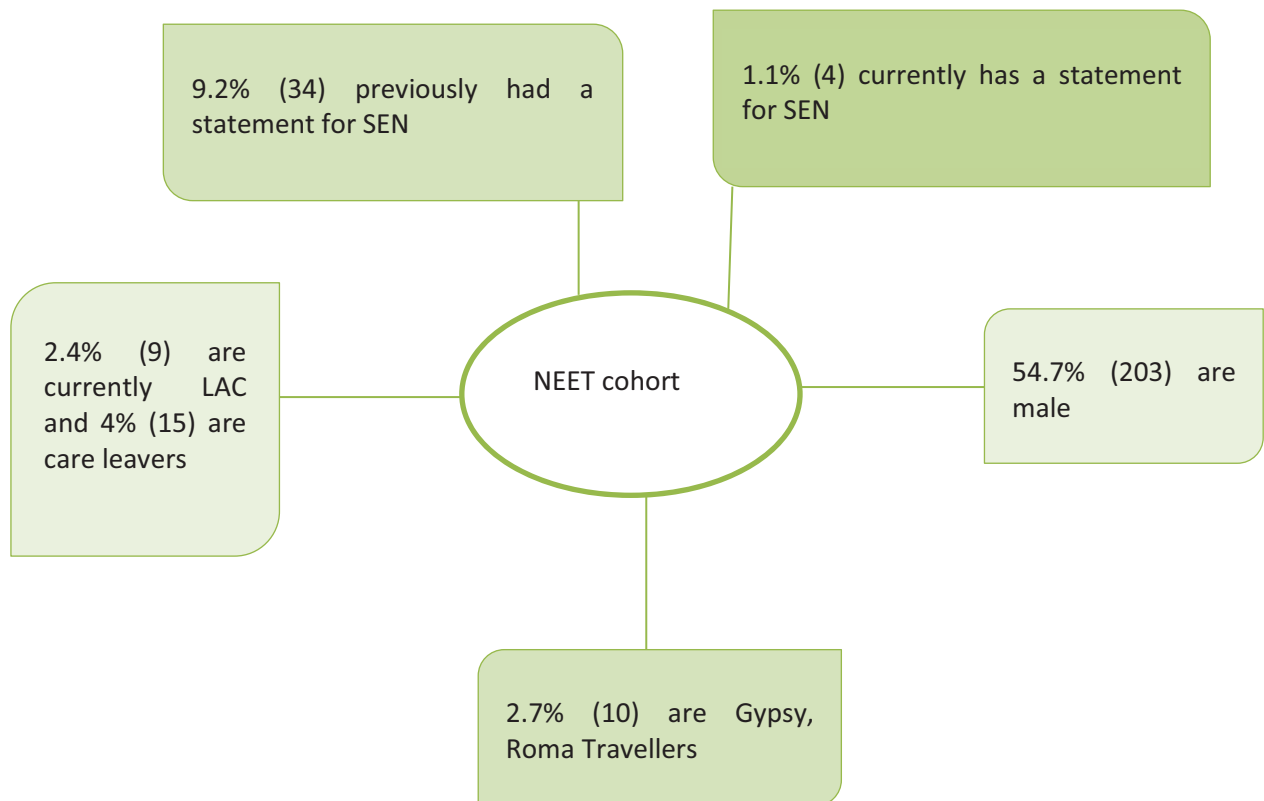 9.2% (34) previously had a
statement for SEN
1.1% (4) currently has a statement
for SEN
2.4% (9) are
currently LAC
and 4% (15) are
care leavers
NEET cohort
54.7% (203) are
male
2.7% (10) are Gypsy,
Roma Travellers